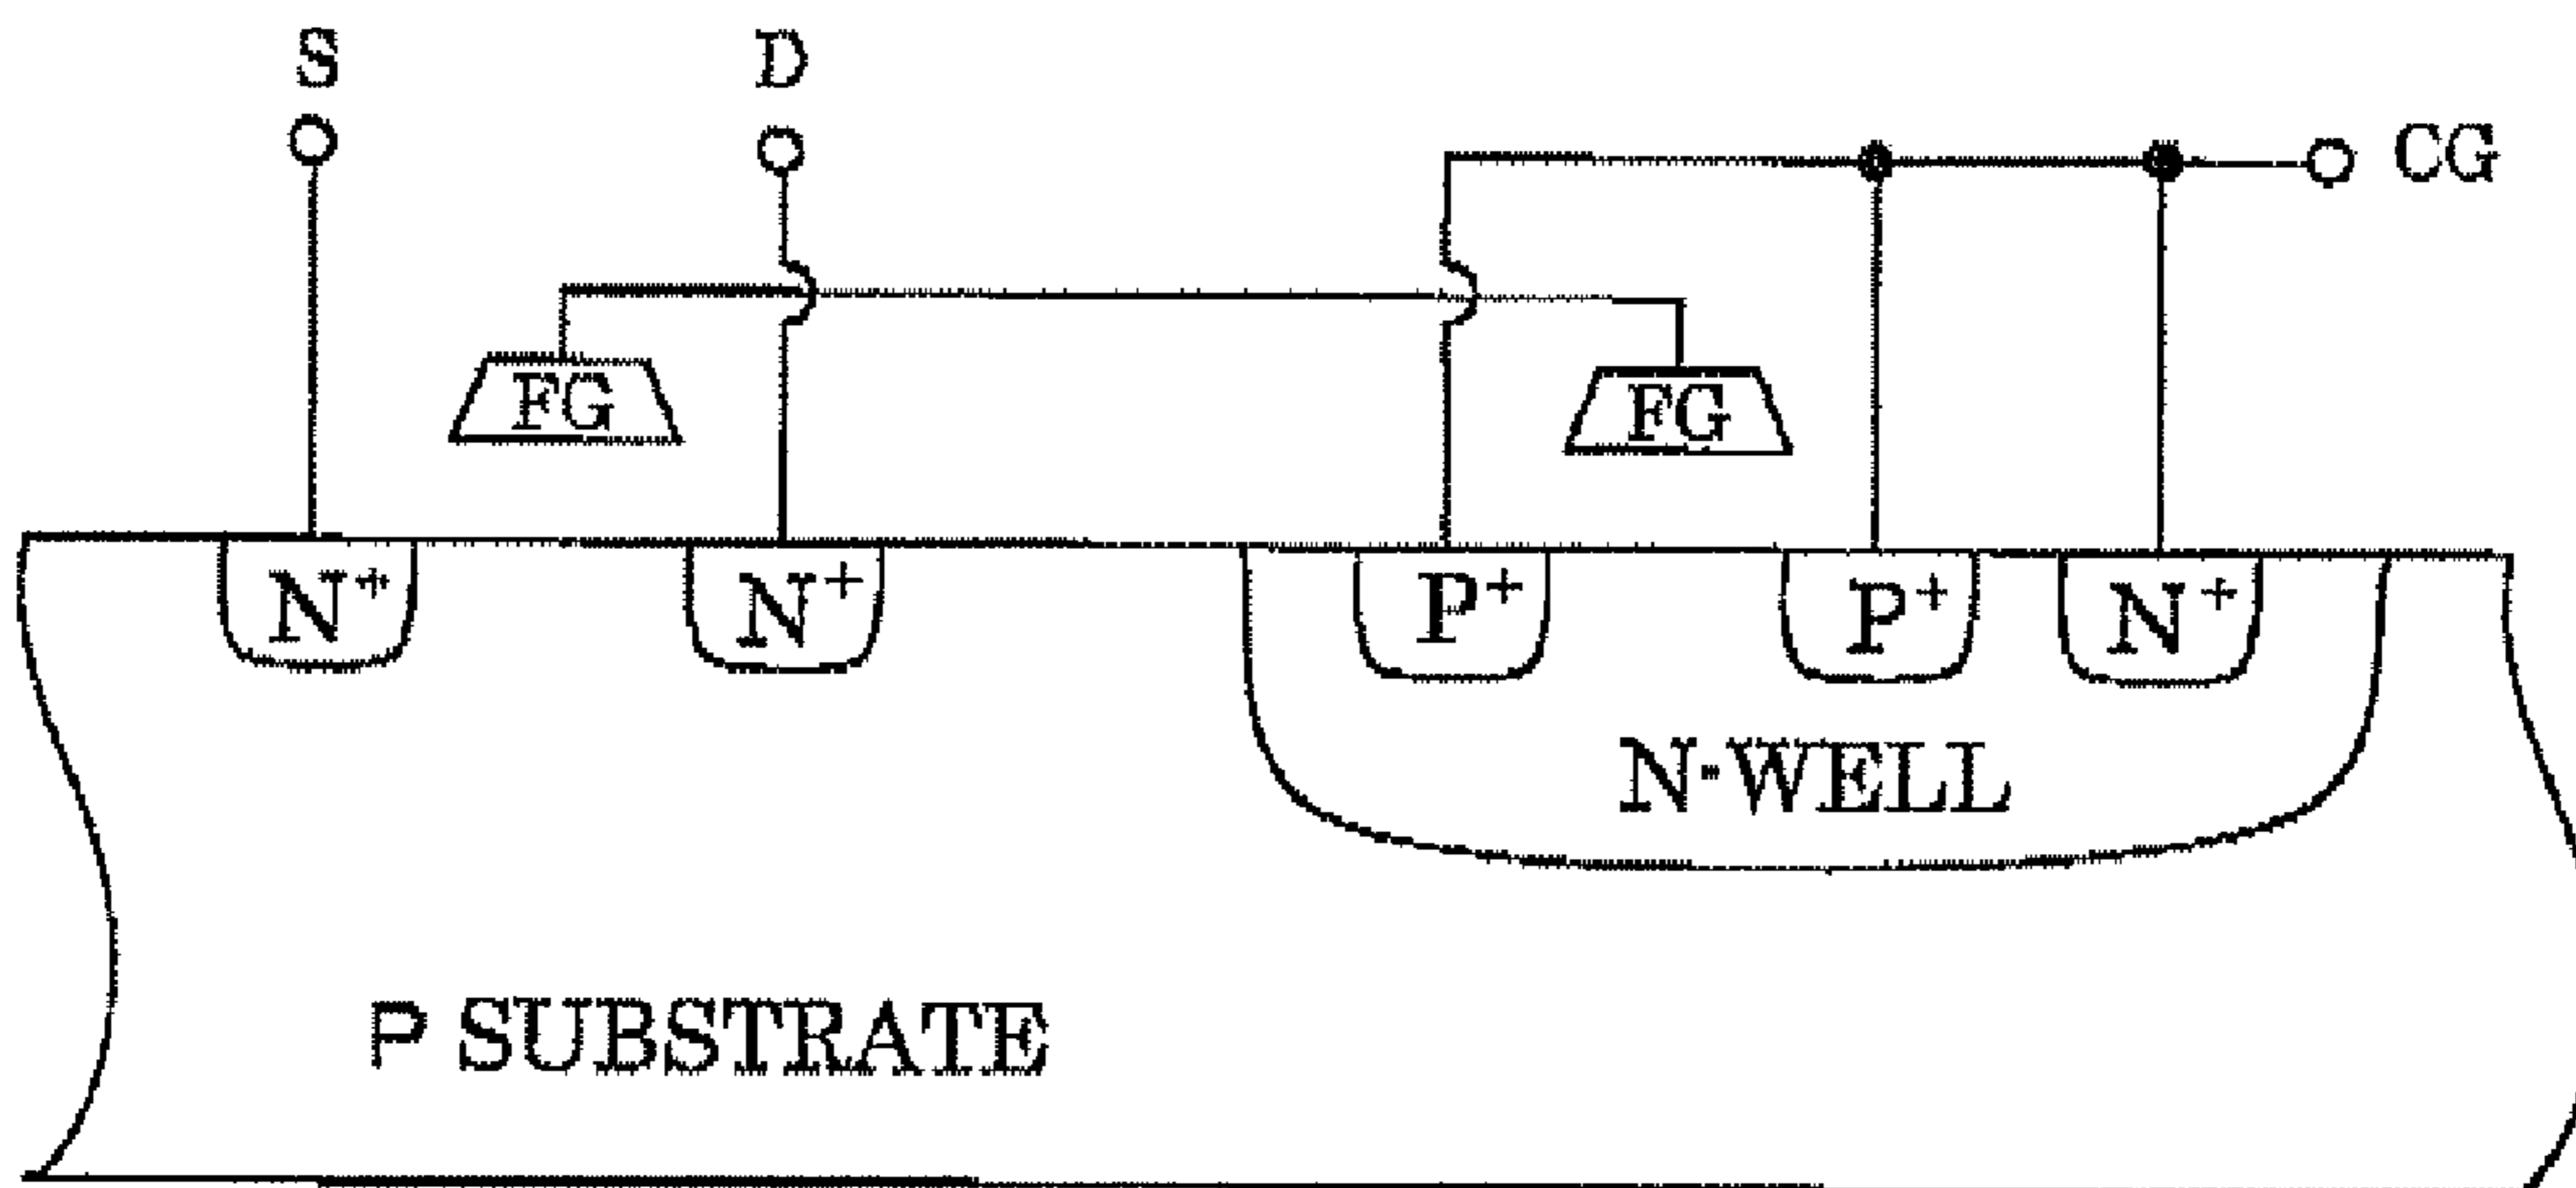 S
D
CG
FG
FG
N+
N+
P+
P+
N+
N-WELL
P SUBSTRATE